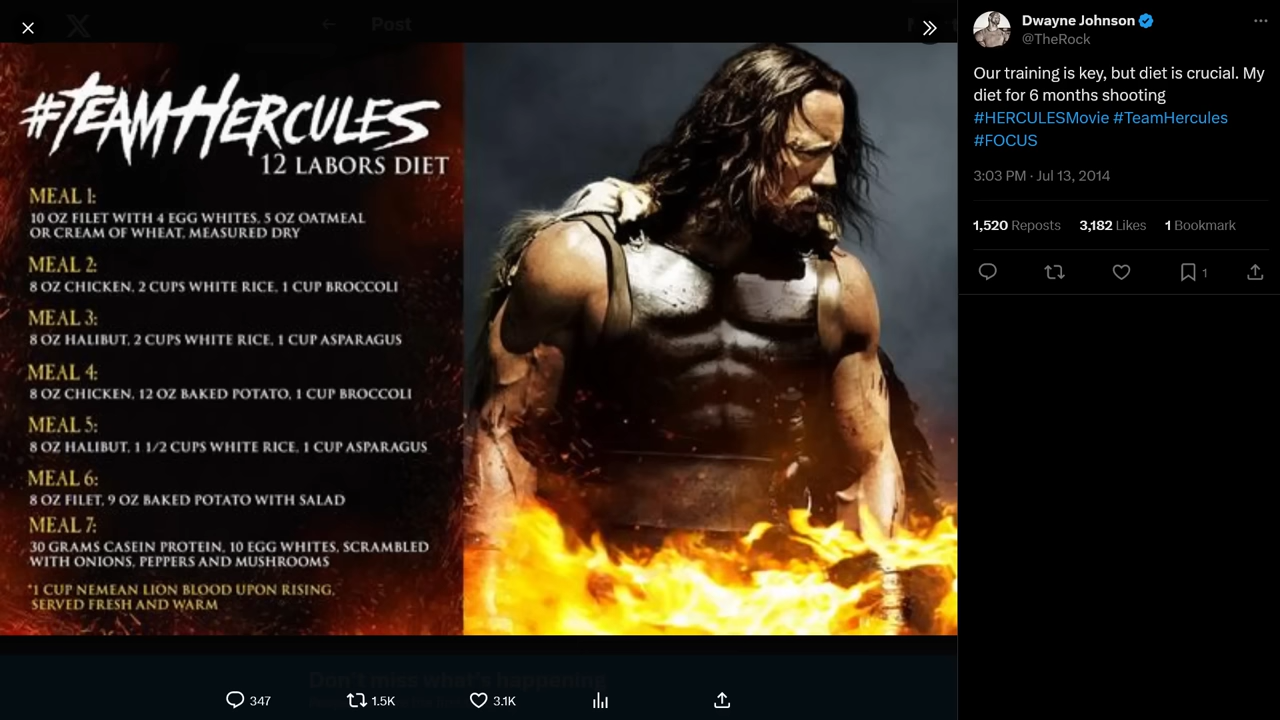 Post
#TEAMHERCULES
12 LABORS DIET
MEAL 1:
10 OZ FILET WITH 4 EGG WHITES, 5 OZ OATMEAL
OR CREAM OF WHEAT, MEASURED DRY
MEAL 2:
8 OZ CHICKEN, 2 CUPS WHITE RICE, 1 CUP BROCCOLI
MEAL 3:
8 OZ HALIBUT, 2 CUPS WHITE RICE, 1 CUP ASPARAGUS
MEAL 4:
8 OZ CHICKEN, 12 OZ BAKED POTATO, 1 CUP BROCCOLI
MEAL 5:
8 OZ HALIBUT, 1 1/2 CUPS WHITE RICE, 1 CUP ASPARAGUS
MEAL 6:
8 OZ FILET, 9 OZ BAKED POTATO WITH SALAD
MEAL 7:
30 GRAMS CASEIN PROTEIN, 10 EGG WHITES, SCRAMBLED
WITH ONIONS, PEPPERS AND MUSHROOMS
*1 CUP NEMEAN LION BLOOD UPON RISING,
SERVED FRESH AND WARM
Don't miss what's happening
347 1.5K 3.1K
Dwayne Johnson
@TheRock
Our training is key, but diet is crucial. My
diet for 6 months shooting
#HERCULESMovie #TeamHercules
#FOCUS
3:03 PM · Jul 13, 2014
1,520 Reposts 3,182 Likes 1 Bookmark
1